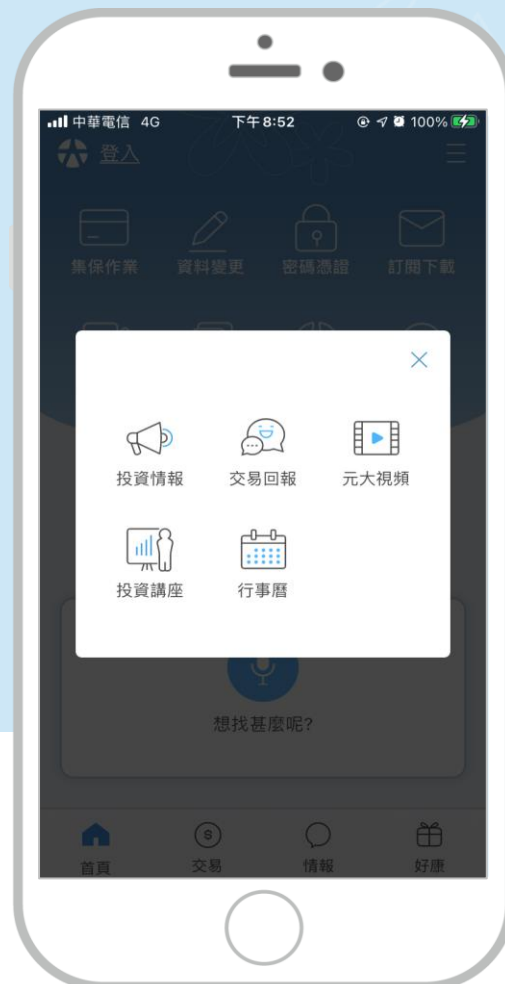 中華電信 4G 下午8:52 100%
登入
集保作業 資料變更 密碼憑證 訂閱下載
投資情報 交易回報 元大視頻
投資講座 行事曆
想找甚麼呢?
首頁 交易 情報 好康